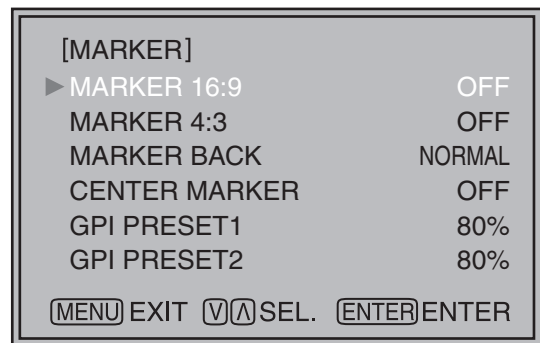 [MARKER]
▶ MARKER 16:9 OFF
MARKER 4:3 OFF
MARKER BACK NORMAL
CENTER MARKER OFF
GPI PRESET1 80%
GPI PRESET2 80%
MENU EXIT V Λ SEL. ENTER ENTER